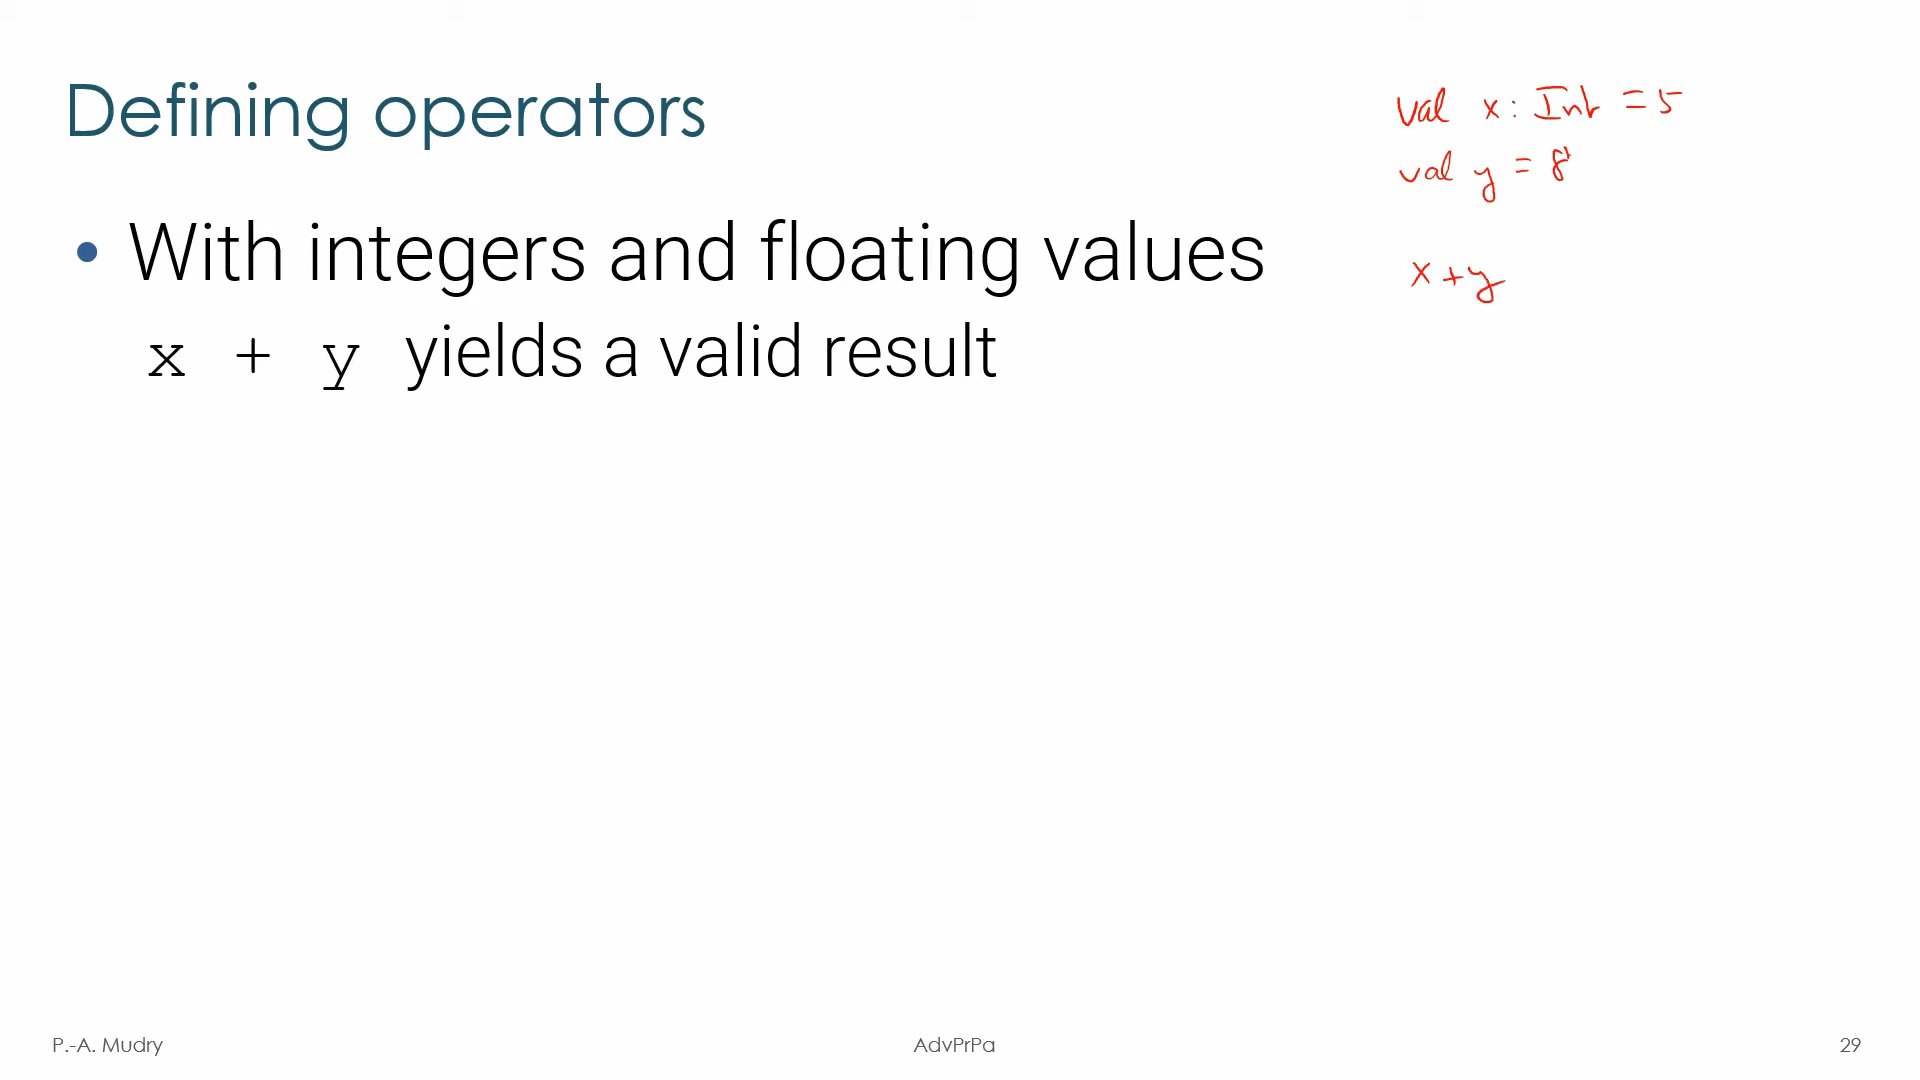 Defining operators
val x: Int = 5
val y = 8
• With integers and floating values
x + y
x + y yields a valid result
P.-A. Mudry
AdvPrPa
29